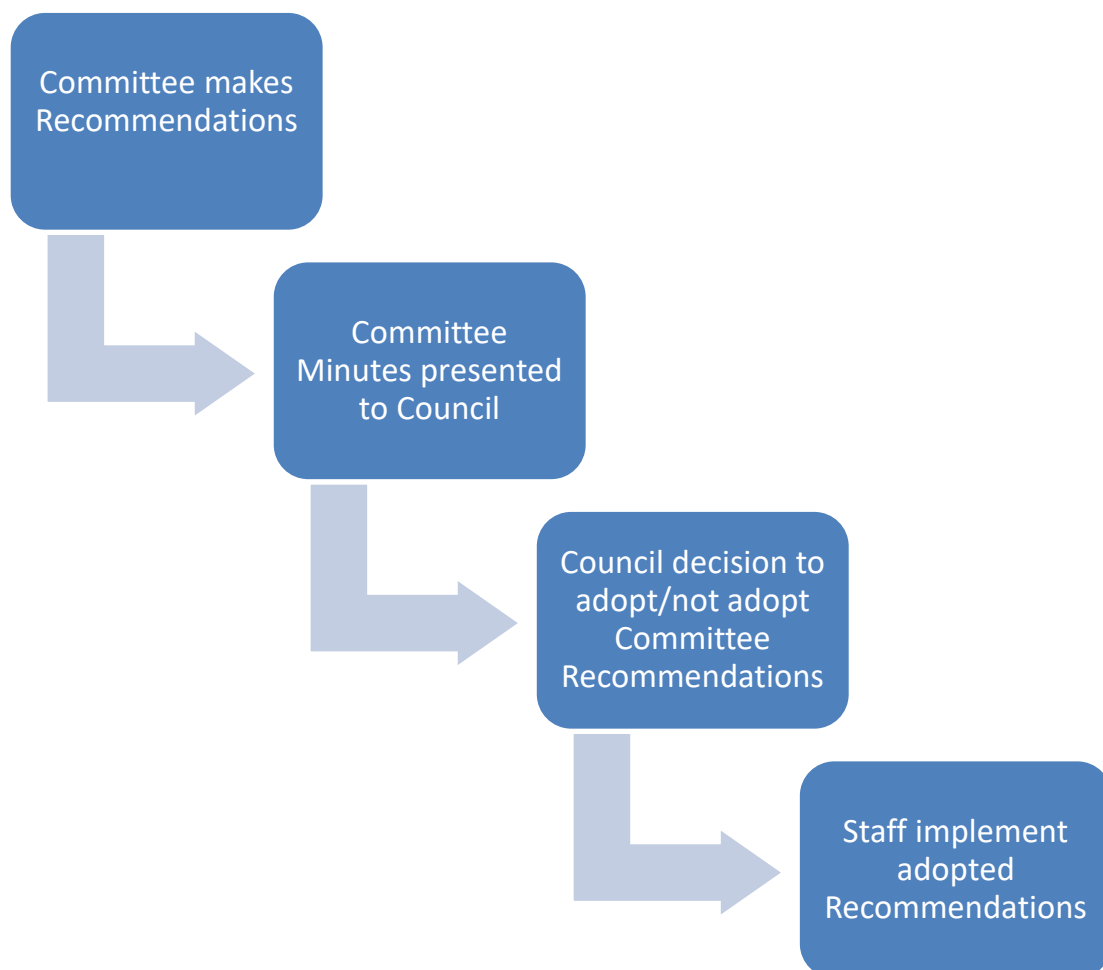 Committee makes
Recommendations
Committee
Minutes presented
to Council
Council decision to
adopt/not adopt
Committee
Recommendations
Staff implement
adopted
Recommendations